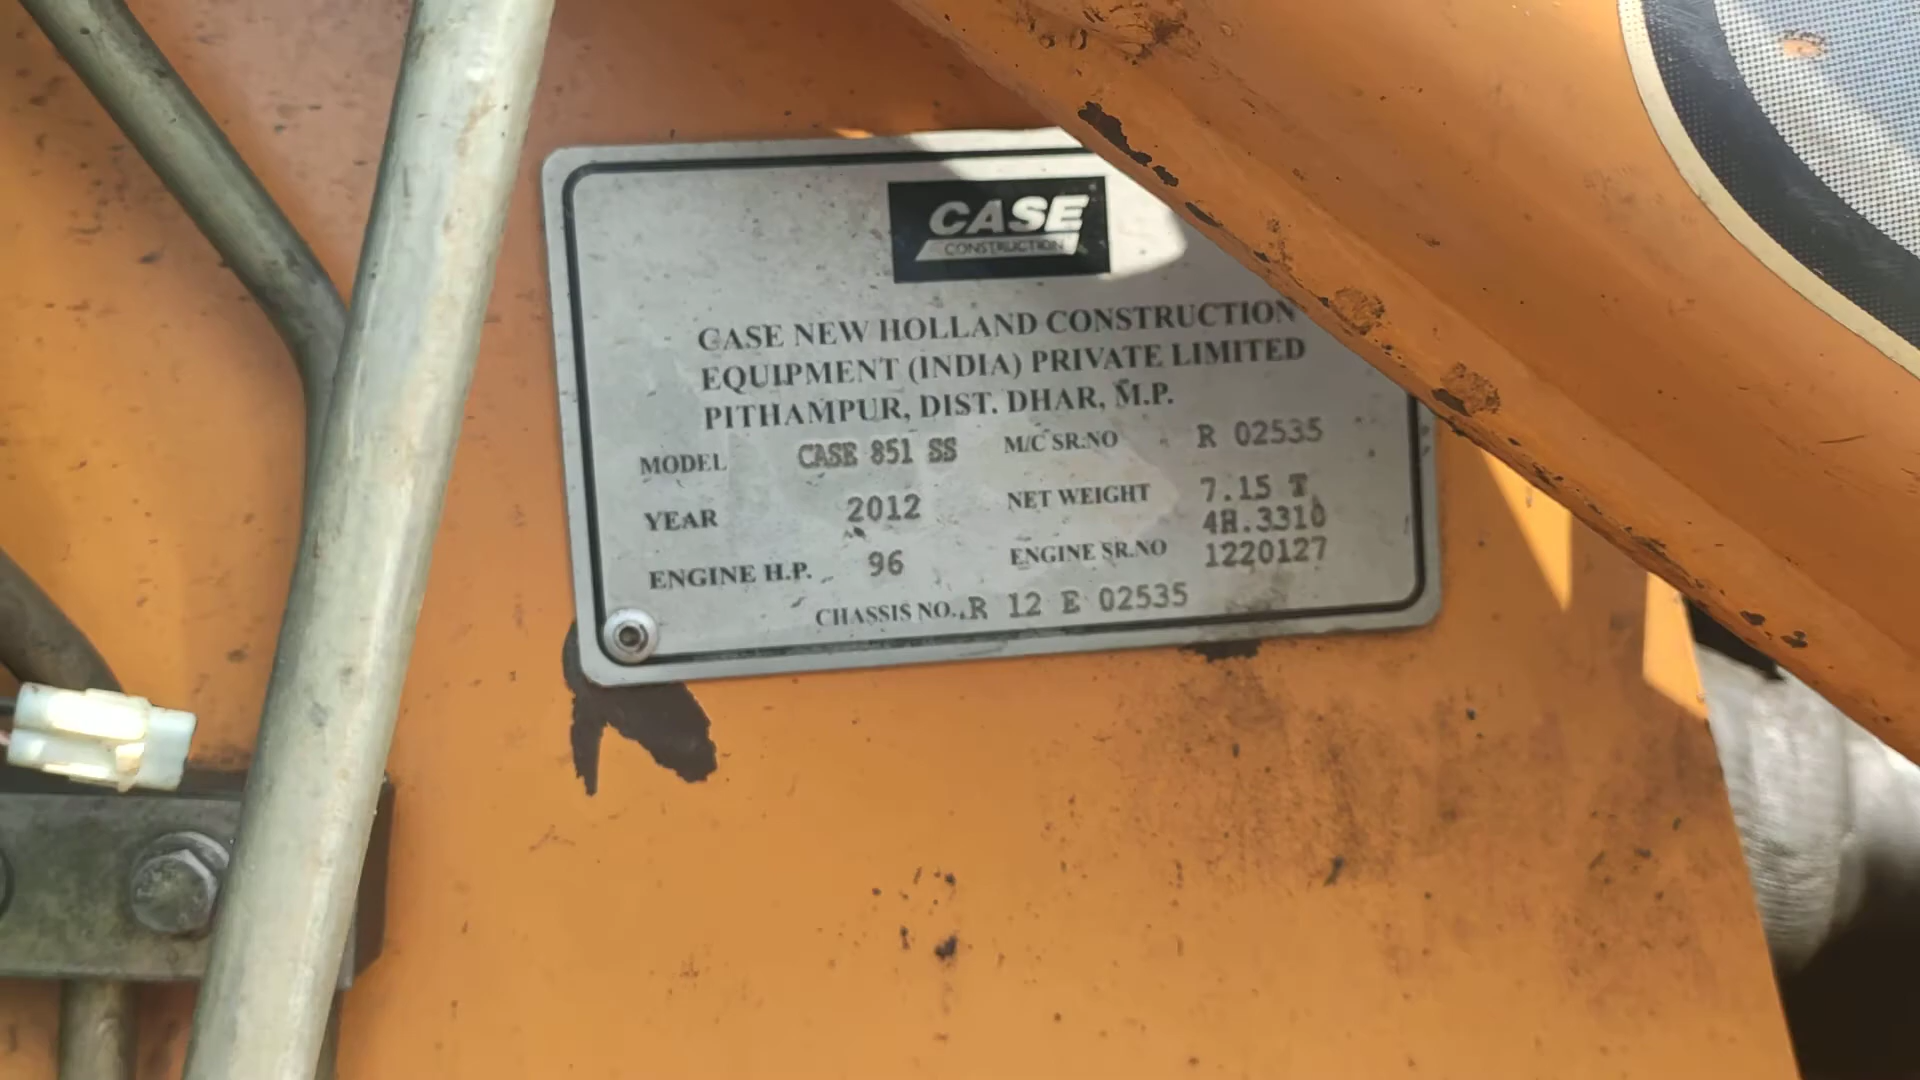 CASE
CONSTRUCTION
CASE NEW HOLLAND CONSTRUCTION
EQUIPMENT (INDIA) PRIVATE LIMITED
PITHAMPUR, DIST. DHAR, M.P.
MODEL CASE 851 SS M/C SR.NO R 02535
YEAR 2012 NET WEIGHT 7.15 T
ENGINE H.P. 96 ENGINE SR.NO 4H.3310
1220127
CHASSIS NO. R 12 E 02535